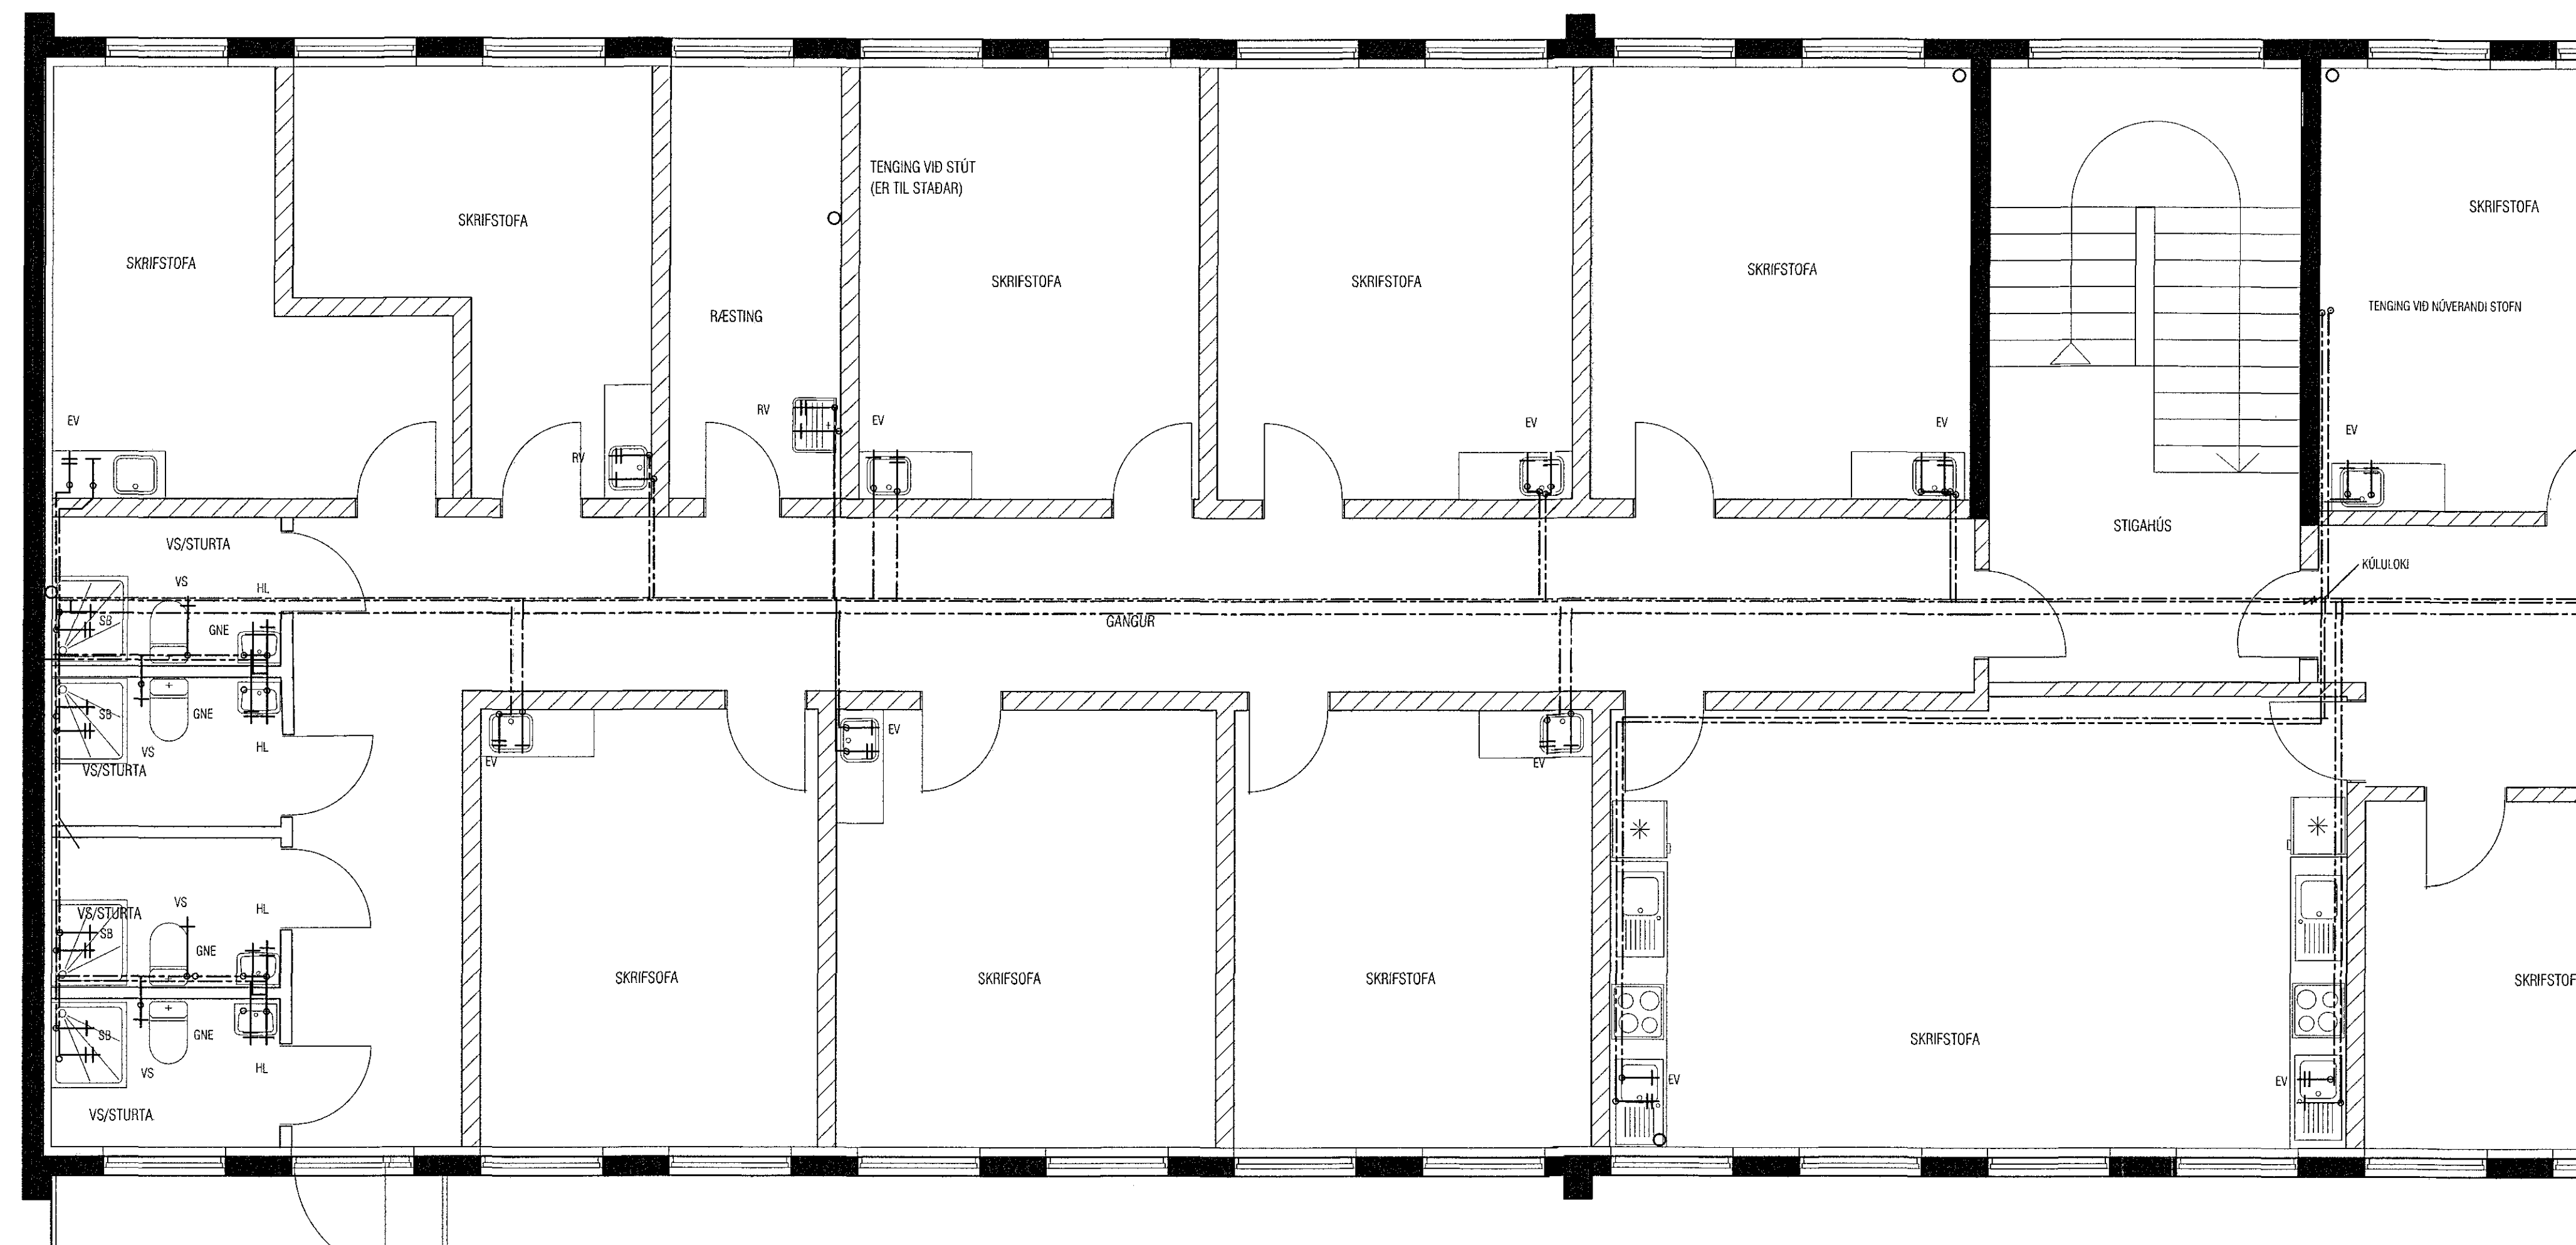 TENGING VIÐ STÚT
(ER TIL STAÐAR)
SKRIFSTOFA
SKRIFSTOFA
SKRIFSTOFA
SKRIFSTOFA
SKRIFSTOFA
SKRIFSTOFA
RÆSTING
TENGING VIÐ NÚVERANDI STOFN
EV
RV
RV
EV
EV
EV
EV
STIGAHÚS
VS/STURTA
KÚLULOKI
VS
HL
SB
GNE
GANGUR
SB
GNE
VS
HL
VS/STURTA
EV
EV
EV
VS/STURTA
VS
HL
SB
GNE
SKRIFSOFA
SKRIFSOFA
SKRIFSTOFA
SKRIFSTOF
SKRIFSTOFA
SB
GNE
VS
HL
EV
EV
VS/STURTA